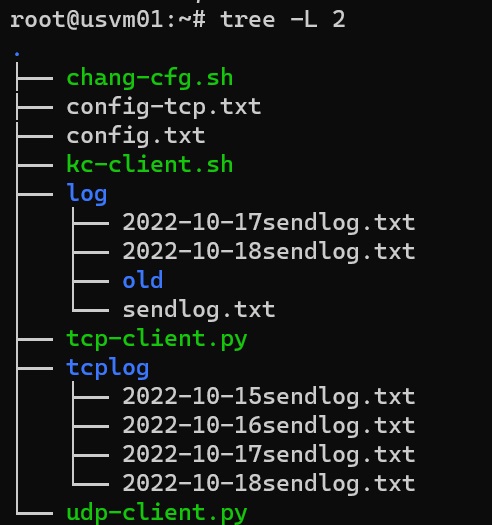 root@usvm01:~# tree -L 2
.
├── chang-cfg.sh
├── config-tcp.txt
├── config.txt
├── kc-client.sh
├── log
│   ├── 2022-10-17sendlog.txt
│   ├── 2022-10-18sendlog.txt
│   ├── old
│   └── sendlog.txt
├── tcp-client.py
├── tcplog
│   ├── 2022-10-15sendlog.txt
│   ├── 2022-10-16sendlog.txt
│   ├── 2022-10-17sendlog.txt
│   └── 2022-10-18sendlog.txt
└── udp-client.py